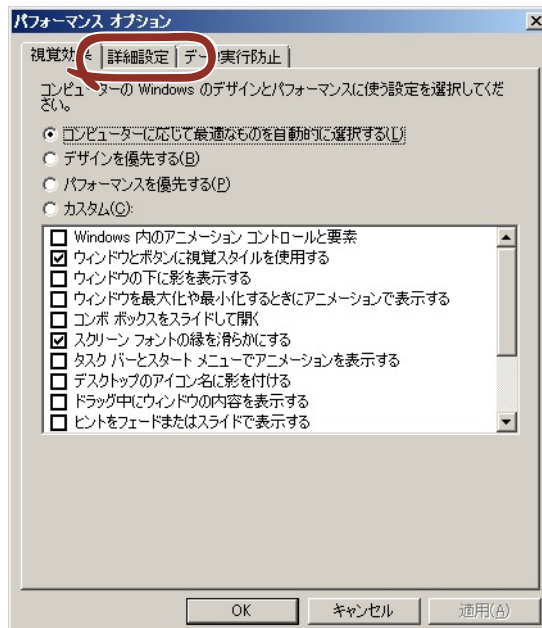 パフォーマンス オプション
視覚効 詳細設定 データ実行防止
コンピューターの Windows のデザインとパフォーマンスに使う設定を選択してくだ
さい。
コンピューターに応じて最適なものを自動的に選択する(L)
デザインを優先する(B)
パフォーマンスを優先する(P)
カスタム(C):
Windows 内のアニメーション コントロールと要素
ウィンドウとボタンに視覚スタイルを使用する
ウィンドウの下に影を表示する
ウィンドウを最大化や最小化するときにアニメーションで表示する
コンボ ボックスをスライドして開く
スクリーン フォントの縁を滑らかにする
タスク バーとスタート メニューでアニメーションを表示する
デスクトップのアイコン名に影を付ける
ドラッグ中にウィンドウの内容を表示する
ヒントをフェードまたはスライドで表示する
OK キャンセル 適用(A)